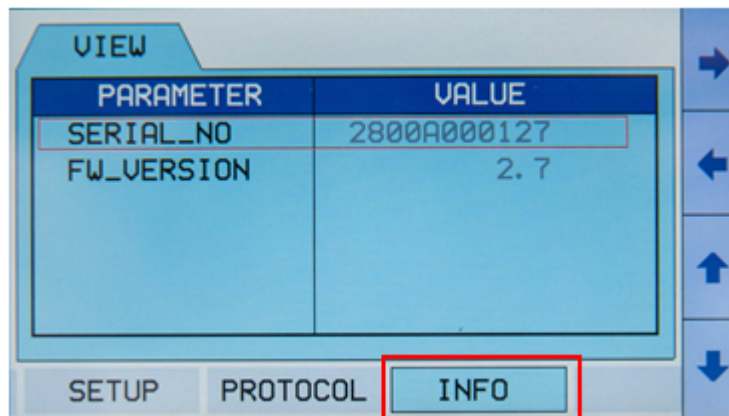 VIEW
PARAMETER VALUE
SERIAL_NO 2800A000127
FW_VERSION 2.7
SETUP PROTOCOL INFO